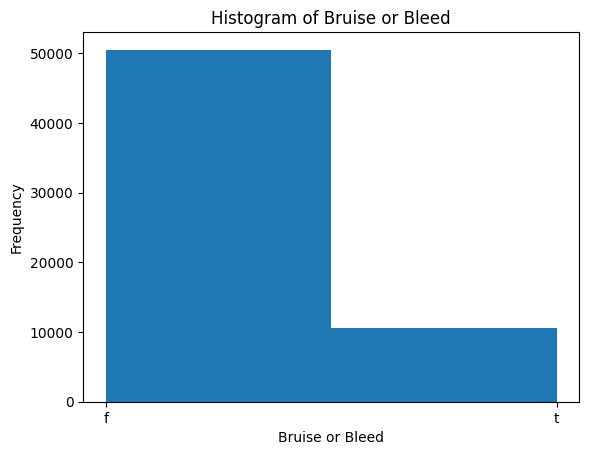 Histogram of Bruise or Bleed
50000
40000
30000
20000
10000
0
Frequency
f
t
Bruise or Bleed